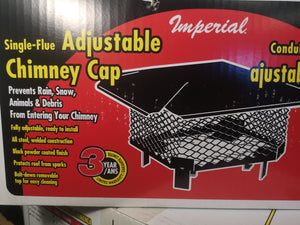 Imperial
Single-Flue Adjustable
Chimney Cap
Condu
ajustab
Prevents Rain, Snow,
Animals & Debris
From Entering Your Chimney
Fully adjustable, ready to install
All steel, welded construction
Black powder coated finish
Protects roof from sparks
Bolt-down removable
top for easy cleaning
3 YEAR
/ANS